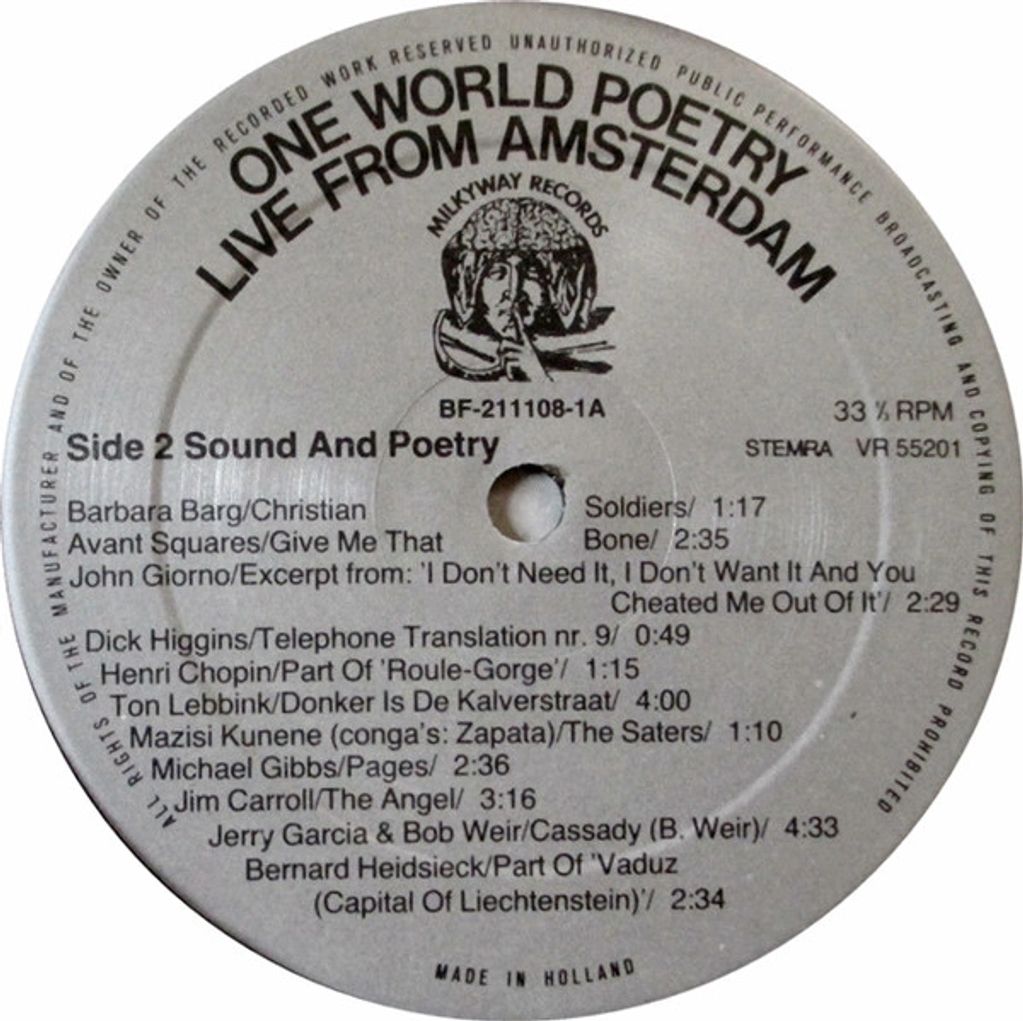 ALL RIGHTS OF THE MANUFACTURER AND OF THE OWNER OF THE RECORDED WORK RESERVED UNAUTHORIZED PUBLIC PERFORMANCE BROADCASTING AND COPYING OF THIS RECORD PROHIBITED
ONE WORLD POETRY
LIVE FROM AMSTERDAM
MILKYWAY RECORDS
BF-211108-1A
33 ⅓ RPM
Side 2 Sound And Poetry
STEMRA VR 55201
Barbara Barg/Christian Soldiers/ 1:17
Avant Squares/Give Me That Bone/ 2:35
John Giorno/Excerpt from: 'I Don't Need It, I Don't Want It And You
Cheated Me Out Of It'/ 2:29
Dick Higgins/Telephone Translation nr. 9/ 0:49
Henri Chopin/Part Of 'Roule-Gorge'/ 1:15
Ton Lebbink/Donker Is De Kalverstraat/ 4:00
Mazisi Kunene (conga's: Zapata)/The Saters/ 1:10
Michael Gibbs/Pages/ 2:36
Jim Carroll/The Angel/ 3:16
Jerry Garcia & Bob Weir/Cassady (B. Weir)/ 4:33
Bernard Heidsieck/Part Of 'Vaduz
(Capital Of Liechtenstein)'/ 2:34
MADE IN HOLLAND